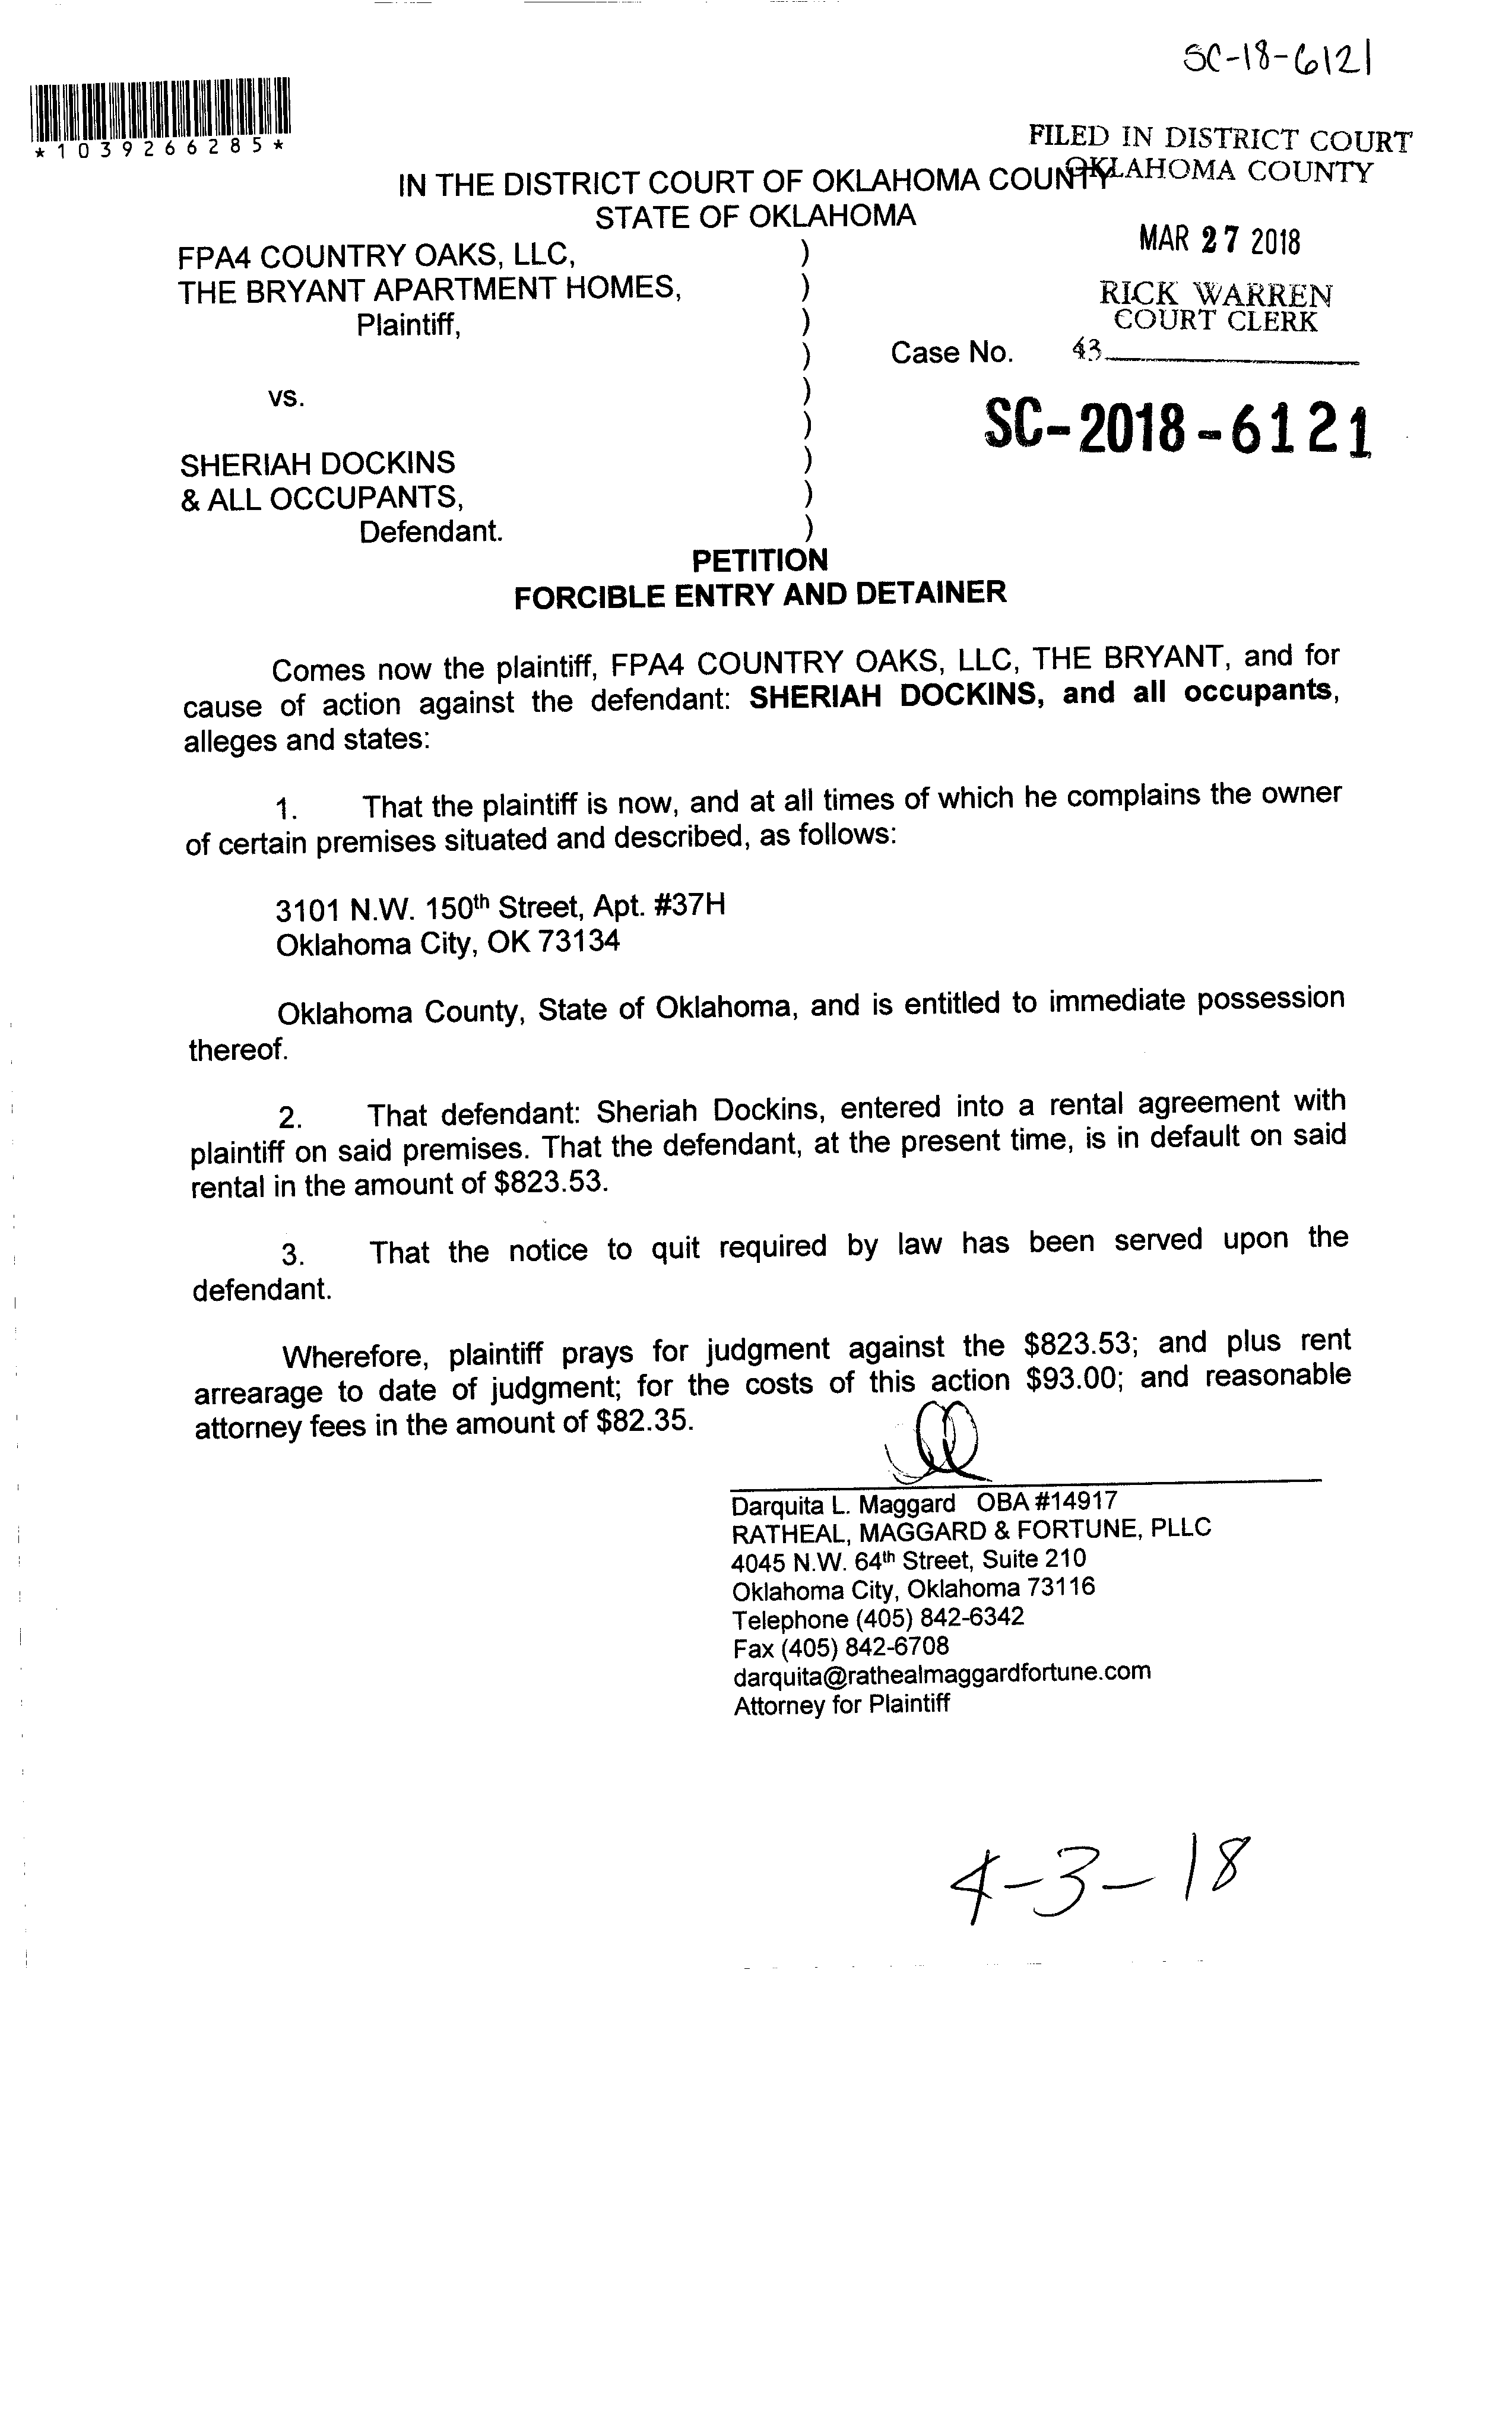 SC-18-6121
*1039266285*
FILED IN DISTRICT COURT
OKLAHOMA COUNTY
IN THE DISTRICT COURT OF OKLAHOMA COUNTY
STATE OF OKLAHOMA
MAR 27 2018
FPA4 COUNTRY OAKS, LLC, )
THE BRYANT APARTMENT HOMES, )
RICK WARREN
COURT CLERK
Plaintiff, )
) Case No. 43
vs. )
) SC-2018-6121
SHERIAH DOCKINS )
& ALL OCCUPANTS, )
Defendant. )
PETITION
FORCIBLE ENTRY AND DETAINER
Comes now the plaintiff, FPA4 COUNTRY OAKS, LLC, THE BRYANT, and for
cause of action against the defendant: SHERIAH DOCKINS, and all occupants,
alleges and states:
1. That the plaintiff is now, and at all times of which he complains the owner
of certain premises situated and described, as follows:
3101 N.W. 150th Street, Apt. #37H
Oklahoma City, OK 73134
Oklahoma County, State of Oklahoma, and is entitled to immediate possession
thereof.
2. That defendant: Sheriah Dockins, entered into a rental agreement with
plaintiff on said premises. That the defendant, at the present time, is in default on said
rental in the amount of $823.53.
3. That the notice to quit required by law has been served upon the
defendant.
Wherefore, plaintiff prays for judgment against the $823.53; and plus rent
arrearage to date of judgment; for the costs of this action $93.00; and reasonable
attorney fees in the amount of $82.35.
Darquita L. Maggard OBA #14917
RATHEAL, MAGGARD & FORTUNE, PLLC
4045 N.W. 64th Street, Suite 210
Oklahoma City, Oklahoma 73116
Telephone (405) 842-6342
Fax (405) 842-6708
darquita@rathealmaggardfortune.com
Attorney for Plaintiff
4-3-18